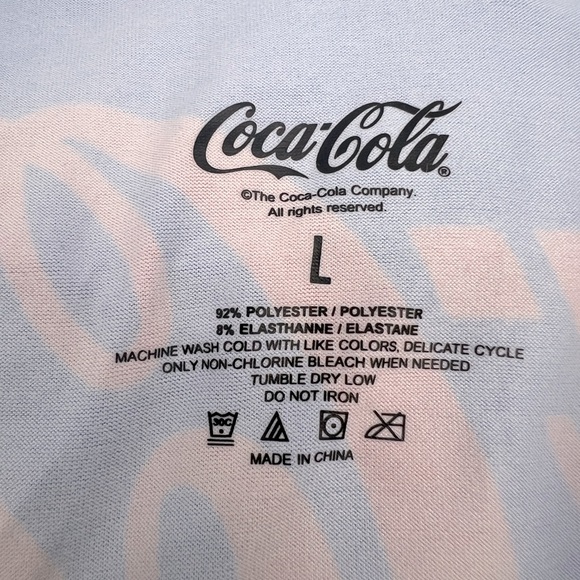 Coca-Cola®
©The Coca-Cola Company.
All rights reserved.
L
92% POLYESTER / POLYESTER
8% ELASTHANNE / ELASTANE
MACHINE WASH COLD WITH LIKE COLORS, DELICATE CYCLE
ONLY NON-CHLORINE BLEACH WHEN NEEDED
TUMBLE DRY LOW
DO NOT IRON
30C
MADE IN CHINA